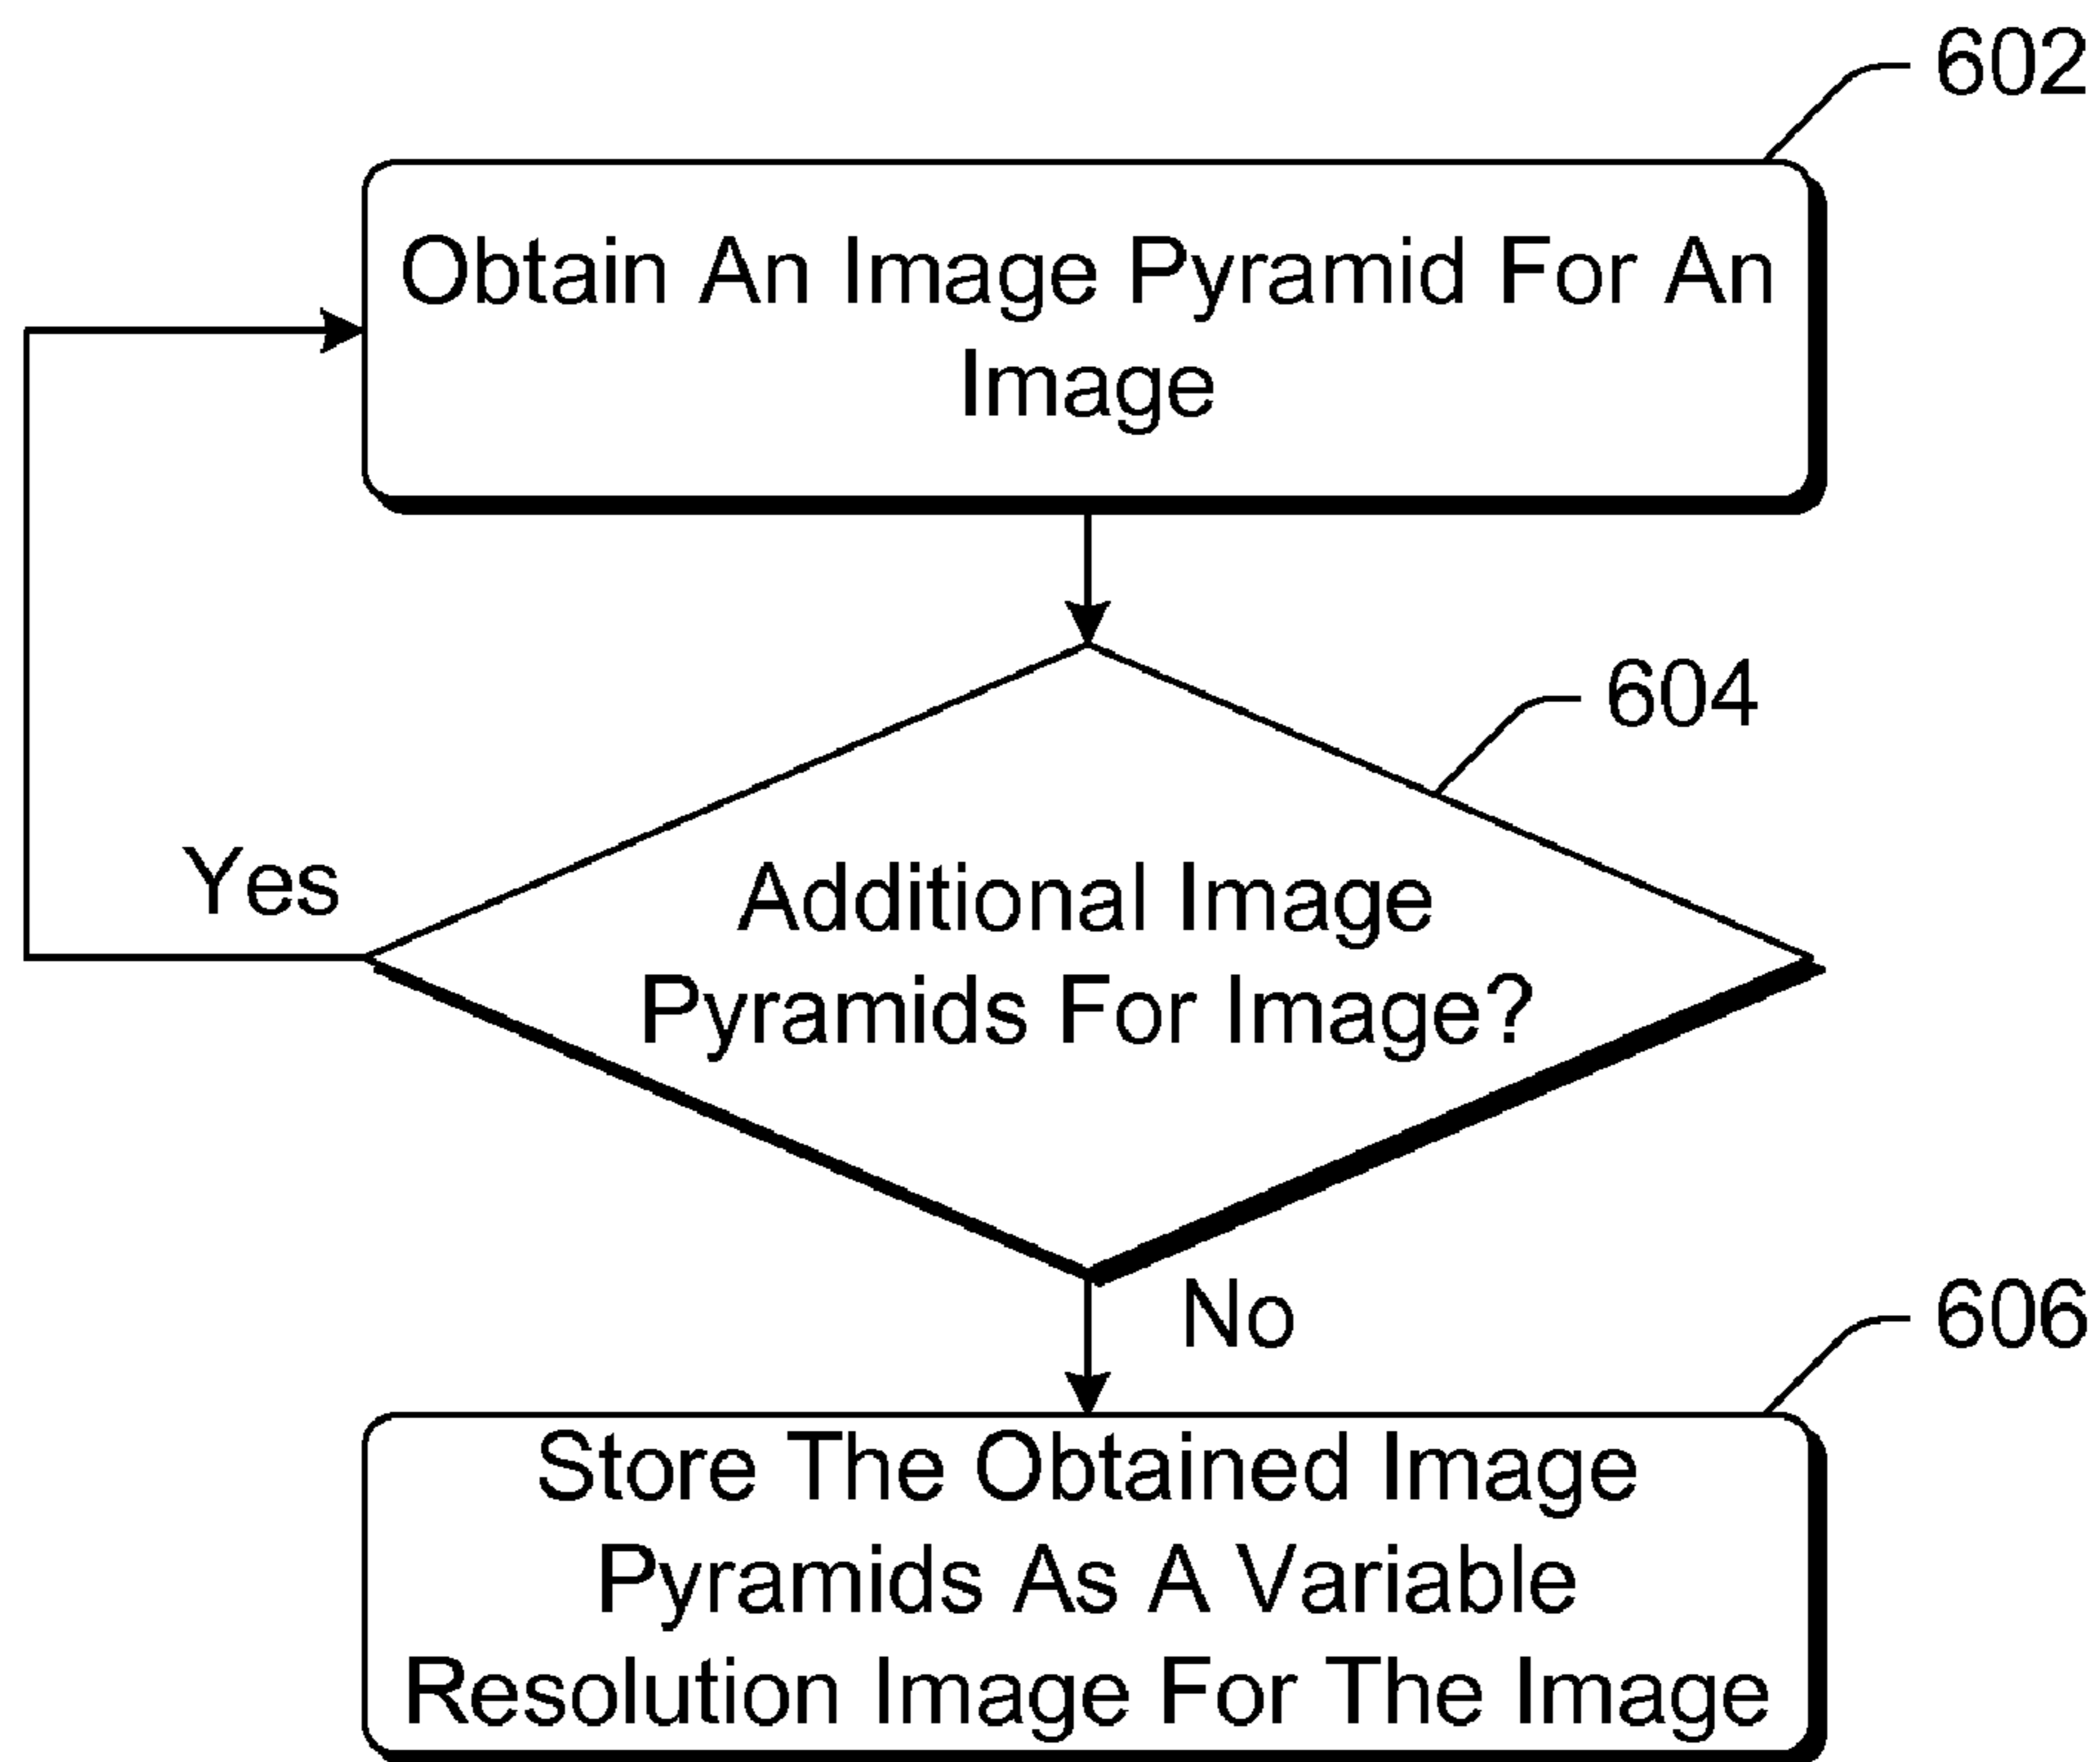 602
Obtain An Image Pyramid For An
Image
604
Yes
Additional Image
Pyramids For Image?
No
606
Store The Obtained Image
Pyramids As A Variable
Resolution Image For The Image